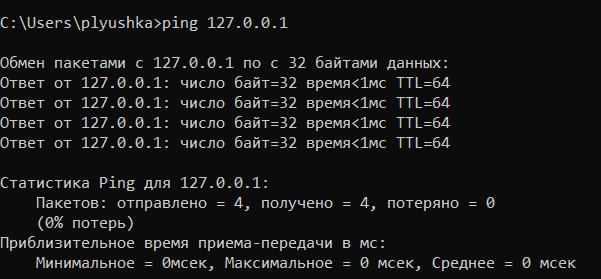 C:\Users\plyushka>ping 127.0.0.1
Обмен пакетами с 127.0.0.1 по с 32 байтами данных:
Ответ от 127.0.0.1: число байт=32 время<1мс TTL=64
Ответ от 127.0.0.1: число байт=32 время<1мс TTL=64
Ответ от 127.0.0.1: число байт=32 время<1мс TTL=64
Ответ от 127.0.0.1: число байт=32 время<1мс TTL=64
Статистика Ping для 127.0.0.1:
Пакетов: отправлено = 4, получено = 4, потеряно = 0
(0% потерь)
Приблизительное время приема-передачи в мс:
Минимальное = 0мсек, Максимальное = 0 мсек, Среднее = 0 мсек